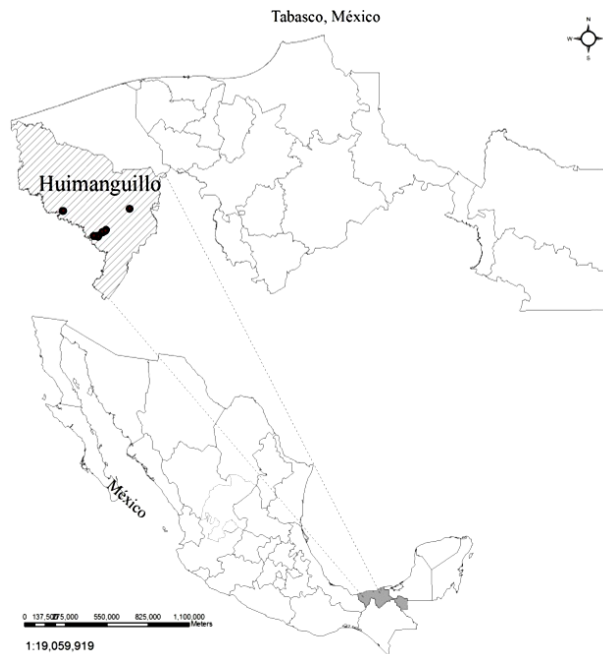 Tabasco, México
N
W E
S
Huimanguillo
México
0 137,500 275,000 550,000 825,000 1,100,000
Meters
1:19,059,919